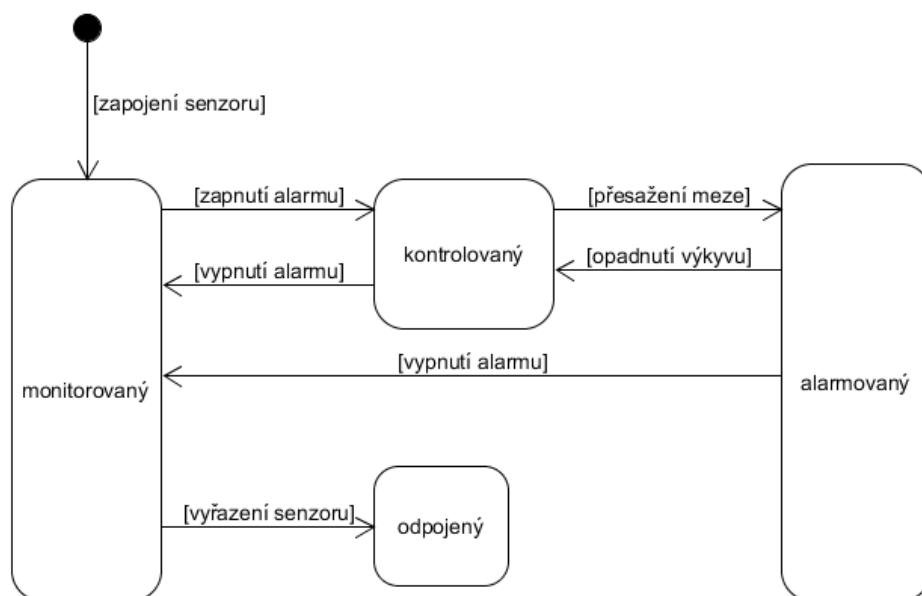 [zapojení senzoru]
[zapnutí alarmu]
[přesažení meze]
kontrolovaný
[opadnutí výkyvu]
[vypnutí alarmu]
[vypnutí alarmu]
monitorovaný
alarmovaný
[vyřazení senzoru]
odpojený